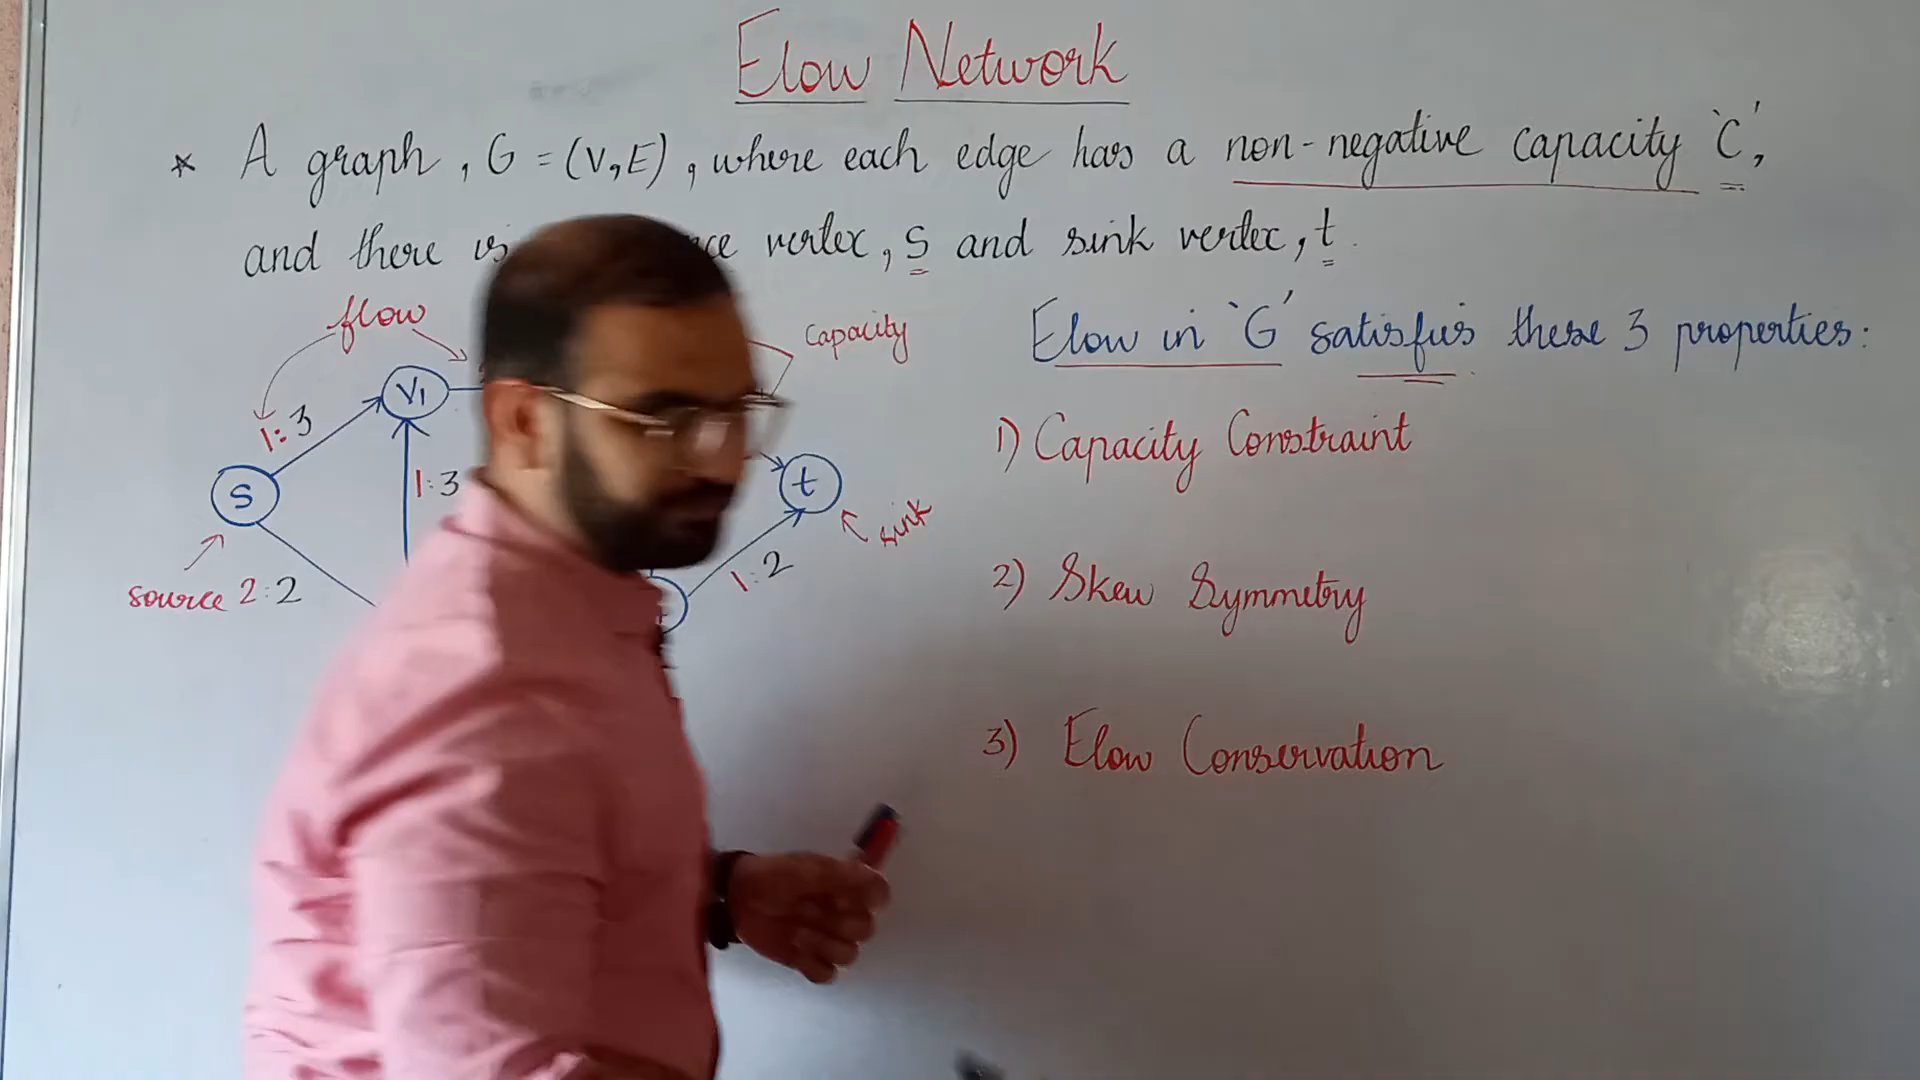 Flow Network
* A graph, G = (V, E), where each edge has a non-negative capacity 'C',
and there is vertex, s and sink vertex, t.
flow
Capacity
Flow in 'G' satisfies these 3 properties:
V1
1:3
1:3
s
t
sink
source 2:2
1:2
1) Capacity Constraint
2) Skew Symmetry
3) Flow Conservation